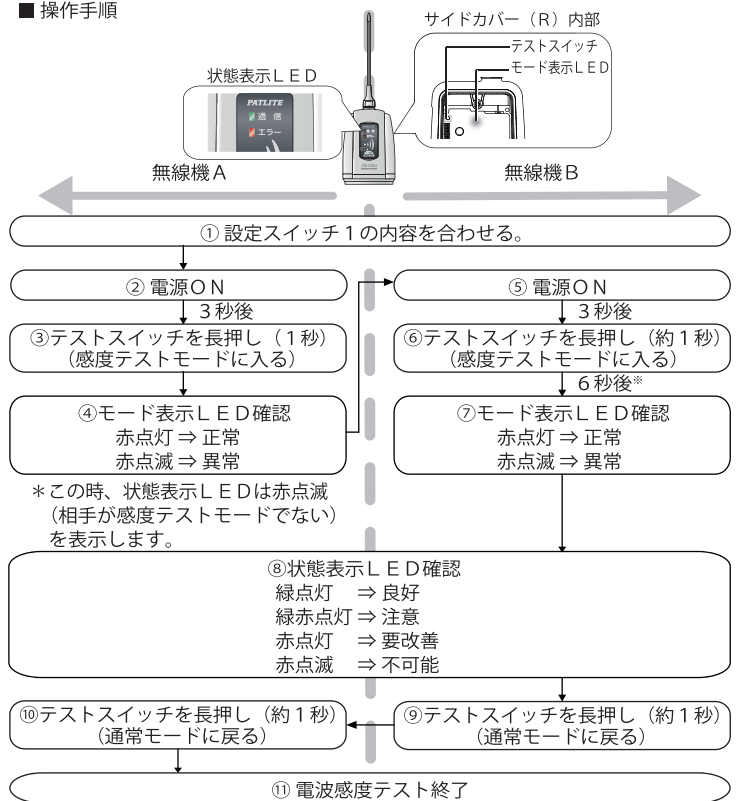 ■ 操作手順
サイドカバー（R）内部
テストスイッチ
モード表示ＬＥＤ
状態表示ＬＥＤ
PATLITE
通 信
エラー
無線機A
無線機B
① 設定スイッチ１の内容を合わせる。
② 電源ＯＮ
３秒後
③テストスイッチを長押し（１秒）
（感度テストモードに入る）
④モード表示ＬＥＤ確認
赤点灯 ⇒ 正常
赤点滅 ⇒ 異常
＊この時、状態表示ＬＥＤは赤点滅
（相手が感度テストモードでない）
を表示します。
⑤ 電源ＯＮ
３秒後
⑥テストスイッチを長押し（約１秒）
（感度テストモードに入る）
６秒後※
⑦モード表示ＬＥＤ確認
赤点灯 ⇒ 正常
赤点滅 ⇒ 異常
⑧状態表示ＬＥＤ確認
緑点灯 ⇒ 良好
緑赤点灯 ⇒ 注意
赤点灯 ⇒ 要改善
赤点滅 ⇒ 不可能
⑨テストスイッチを長押し（約１秒）
（通常モードに戻る）
⑩テストスイッチを長押し（約１秒）
（通常モードに戻る）
⑪ 電波感度テスト終了